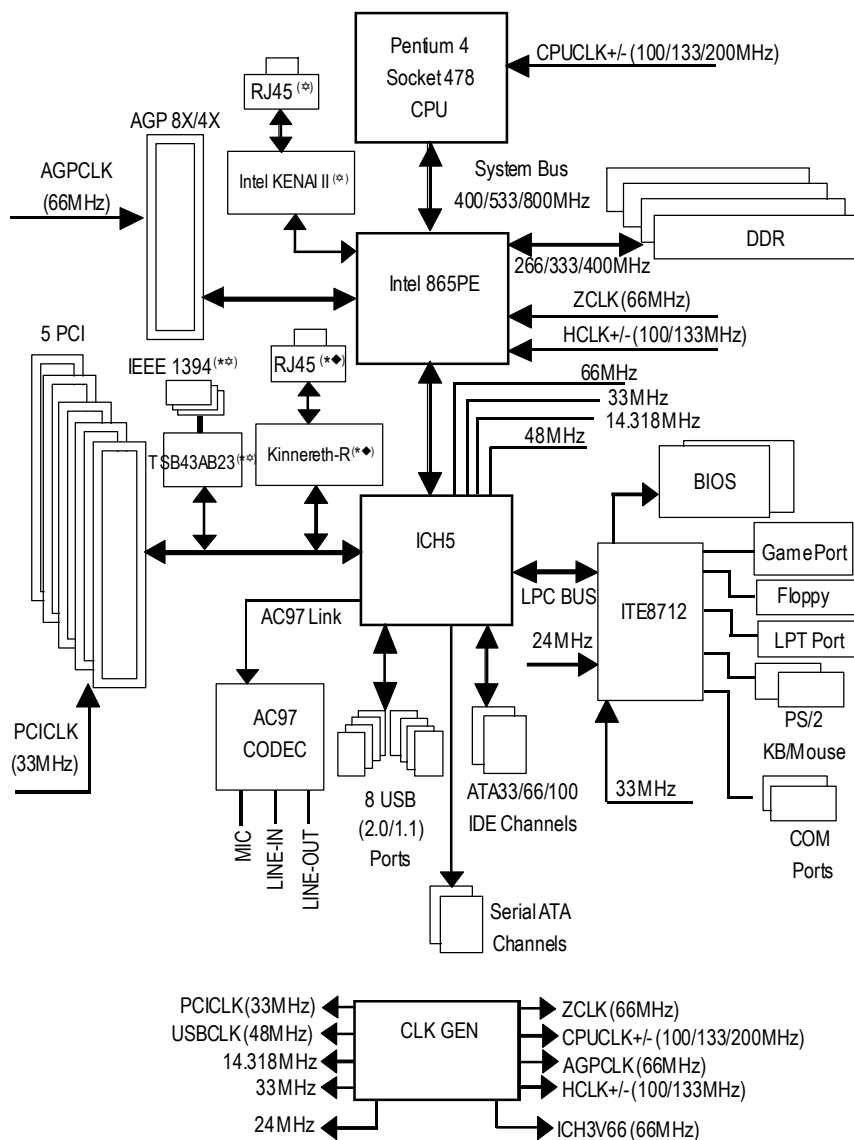 Pentium 4
Socket 478
CPU
CPUCLK+/- (100/133/200MHz)
RJ45 (✡)
AGP 8X/4X
AGPCLK
(66MHz)
Intel KENAI II (✡)
System Bus
400/533/800MHz
DDR
266/333/400MHz
Intel 865PE
ZCLK (66MHz)
HCLK+/- (100/133MHz)
5 PCI
IEEE 1394 (*✡)
RJ45 (*◆)
66MHz
33MHz
14.318MHz
48MHz
TSB43AB23 (*✡)
Kinnereth-R (*◆)
BIOS
ICH5
Game Port
LPC BUS
ITE8712
Floppy
AC97 Link
24MHz
LPT Port
PS/2
KB/Mouse
PCICLK
(33MHz)
AC97
CODEC
33MHz
8 USB
(2.0/1.1)
Ports
ATA33/66/100
IDE Channels
COM
Ports
MIC
LINE-IN
LINE-OUT
Serial ATA
Channels
PCICLK (33MHz)
USBCLK (48MHz)
14.318MHz
33MHz
24MHz
CLK GEN
ZCLK (66MHz)
CPUCLK+/- (100/133/200MHz)
AGPCLK (66MHz)
HCLK+/- (100/133MHz)
ICH3V66 (66MHz)